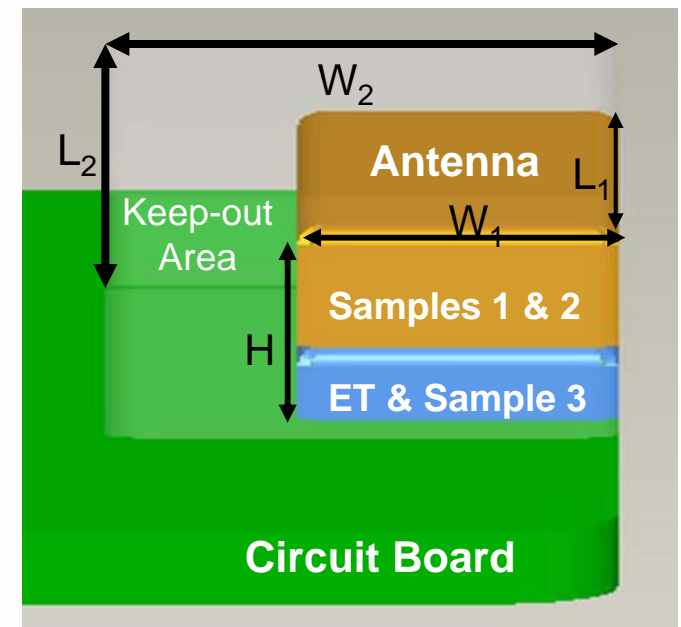 W₂
L₂
Antenna
L₁
Keep-out
Area
W₁
Samples 1 & 2
H
ET & Sample 3
Circuit Board